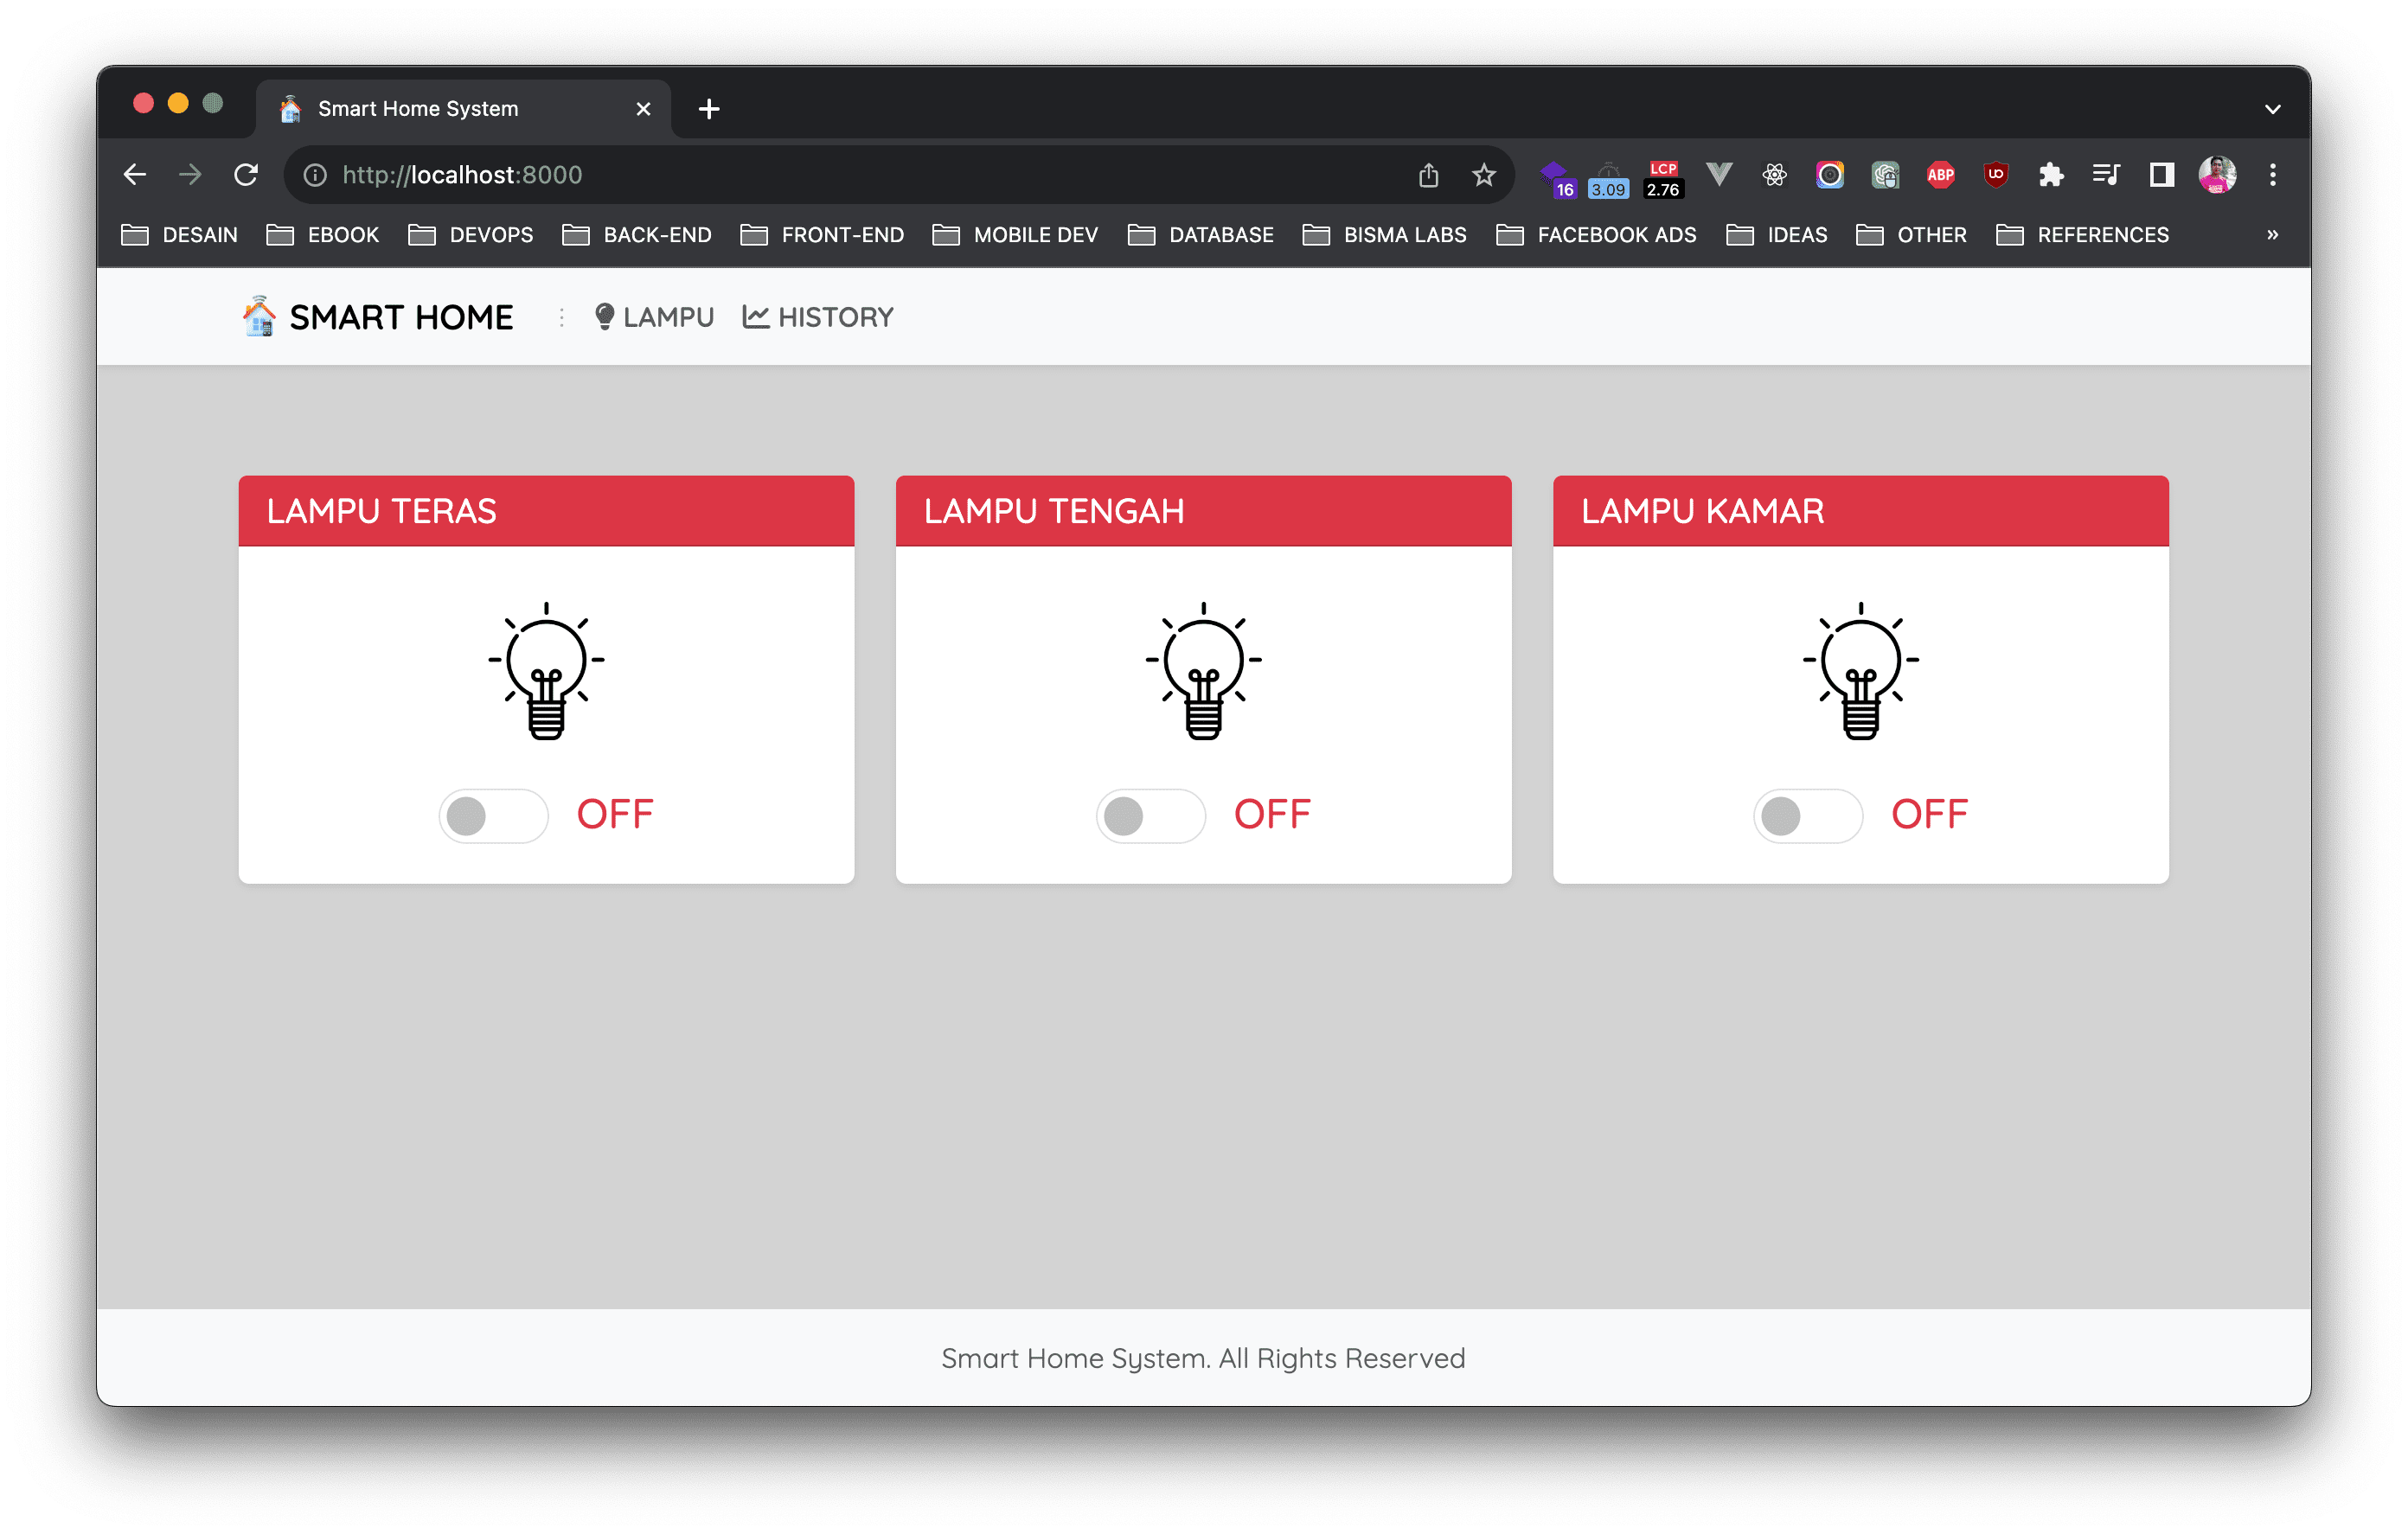 Smart Home System
http://localhost:8000
16
3.09
LCP
2.76
ABP
DESAIN EBOOK DEVOPS BACK-END FRONT-END MOBILE DEV DATABASE BISMA LABS FACEBOOK ADS IDEAS OTHER REFERENCES »
SMART HOME LAMPU HISTORY
LAMPU TERAS
OFF
LAMPU TENGAH
OFF
LAMPU KAMAR
OFF
Smart Home System. All Rights Reserved